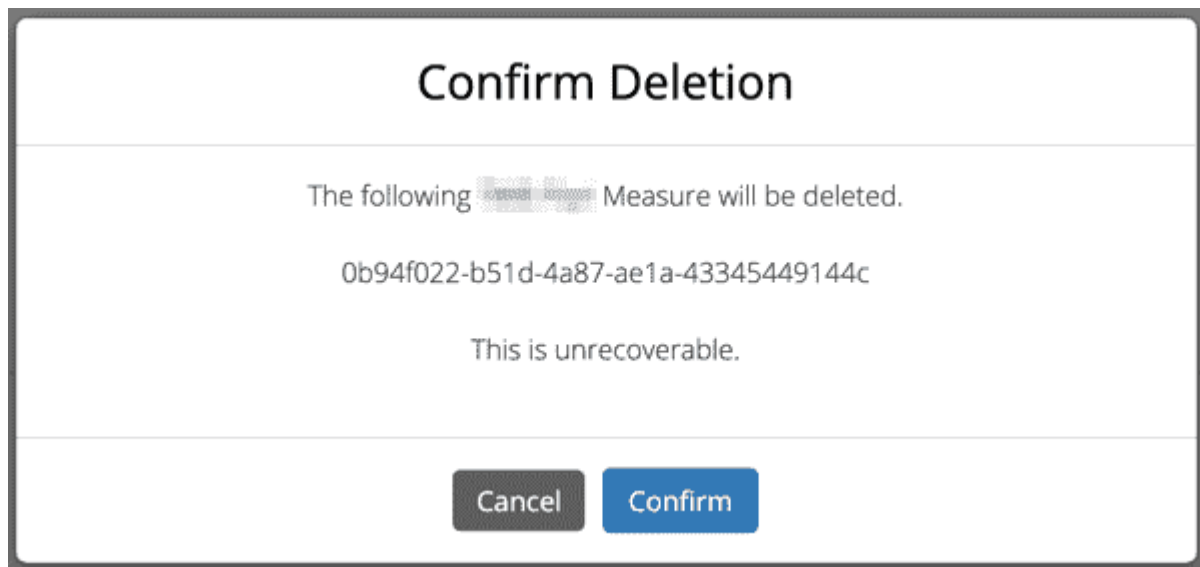 Confirm Deletion
The following Measure will be deleted.
0b94f022-b51d-4a87-ae1a-43345449144c
This is unrecoverable.
Cancel Confirm